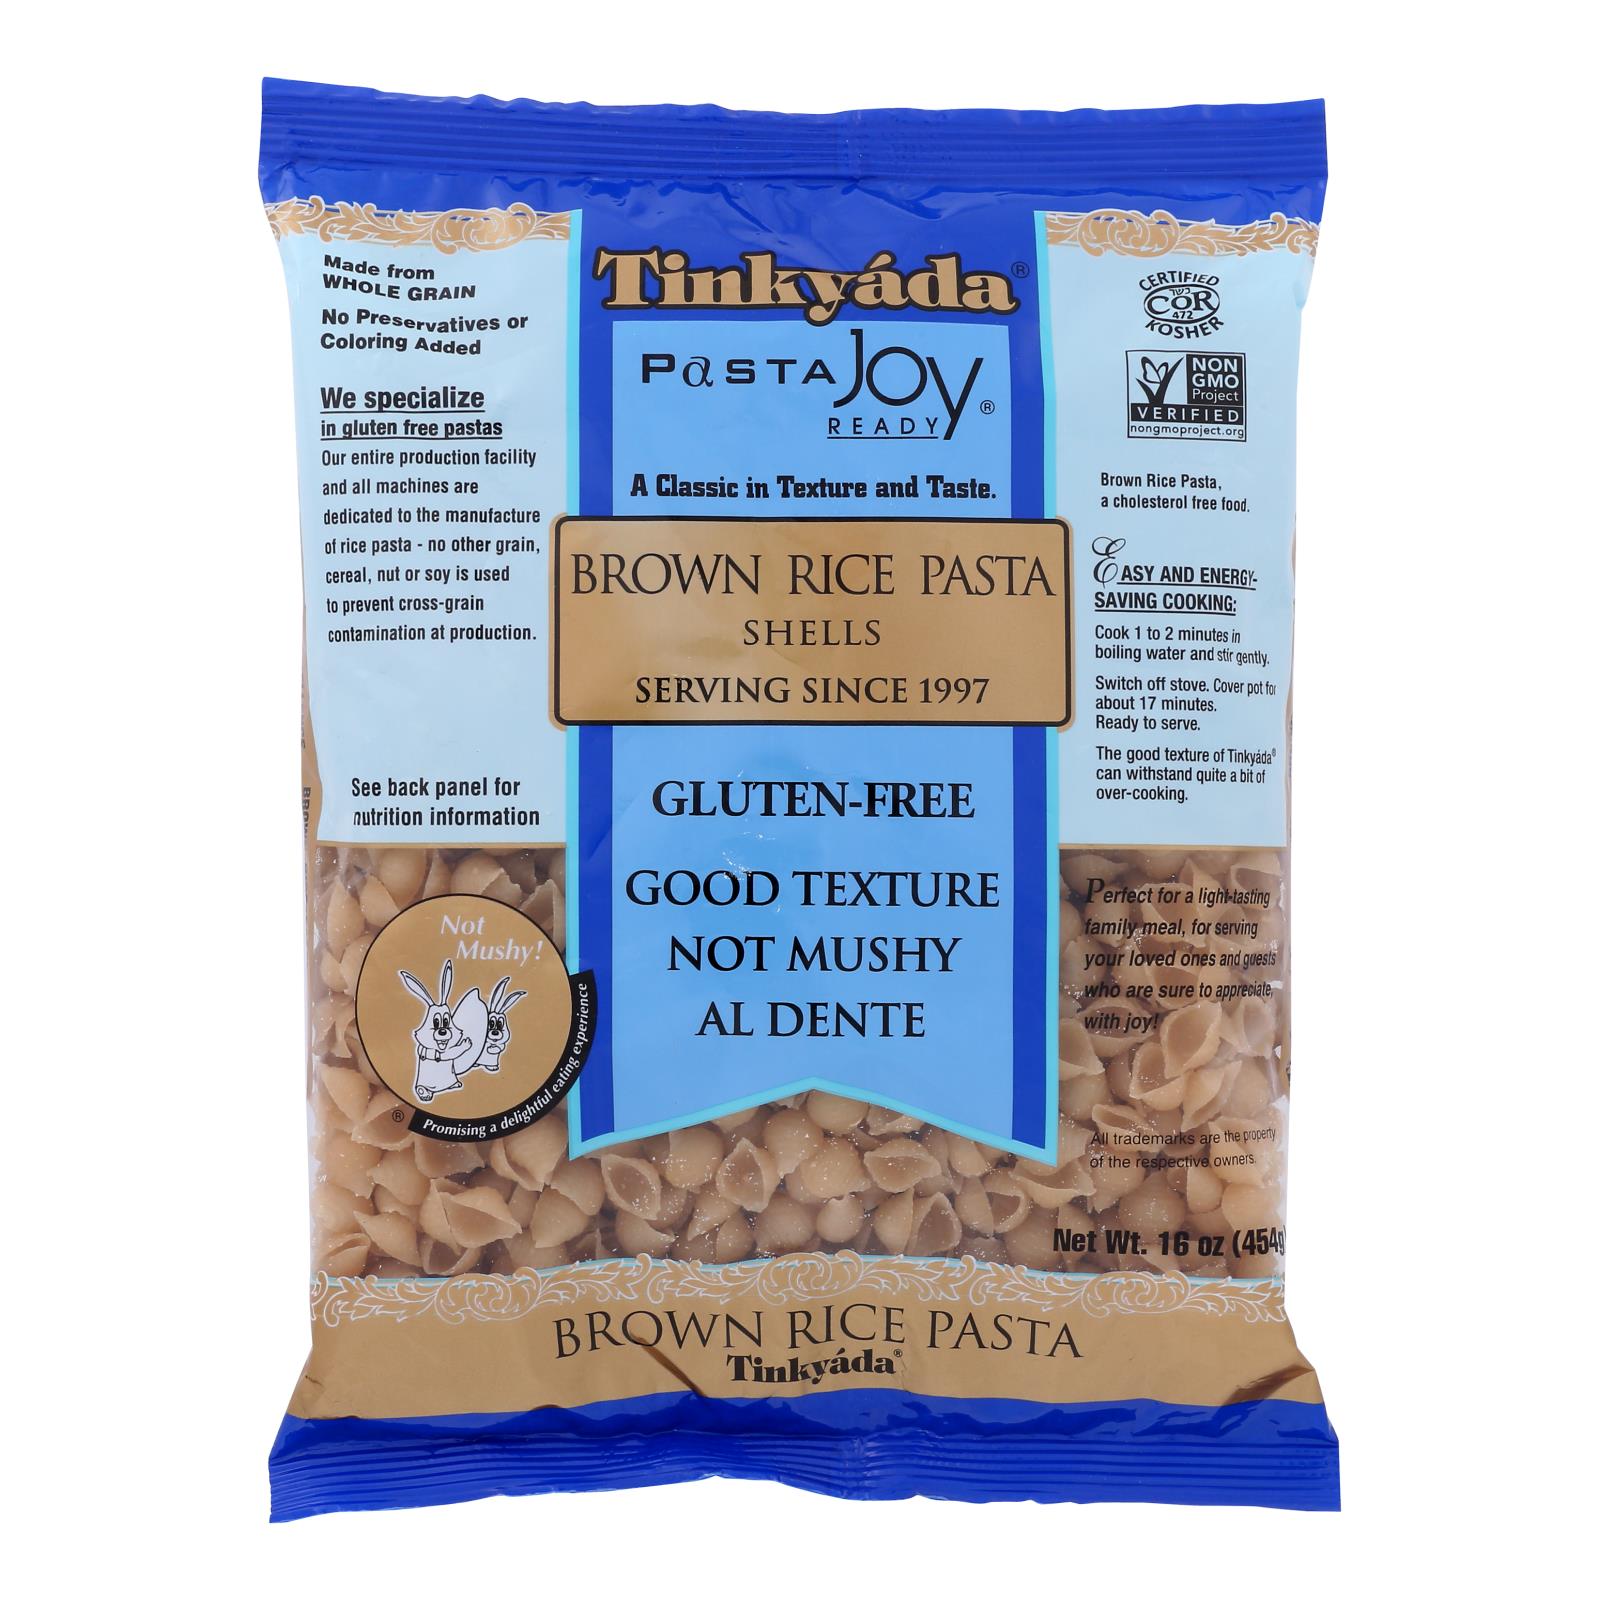 Made from
WHOLE GRAIN
No Preservatives or
Coloring Added
We specialize
in gluten free pastas
Our entire production facility
and all machines are
dedicated to the manufacture
of rice pasta - no other grain,
cereal, nut or soy is used
to prevent cross-grain
contamination at production.
See back panel for
nutrition information
Tinkyáda®
PaSTA JOy®
READY
A Classic in Texture and Taste.
BROWN RICE PASTA
SHELLS
SERVING SINCE 1997
GLUTEN-FREE
GOOD TEXTURE
NOT MUSHY
AL DENTE
CERTIFIED
כשר
COR
472
KOSHER
NON
GMO
Project
VERIFIED
nongmoproject.org
Brown Rice Pasta,
a cholesterol free food.
EASY AND ENERGY-
SAVING COOKING:
Cook 1 to 2 minutes in
boiling water and stir gently.
Switch off stove. Cover pot for
about 17 minutes.
Ready to serve.
The good texture of Tinkyáda®
can withstand quite a bit of
over-cooking.
Perfect for a light-tasting
family meal, for serving
your loved ones and guests
who are sure to appreciate,
with joy!
All trademarks are the property
of the respective owners.
Net Wt. 16 oz (454g
Not
Mushy!
Promising a delightful eating experience
®
BROWN RICE PASTA
Tinkyáda®